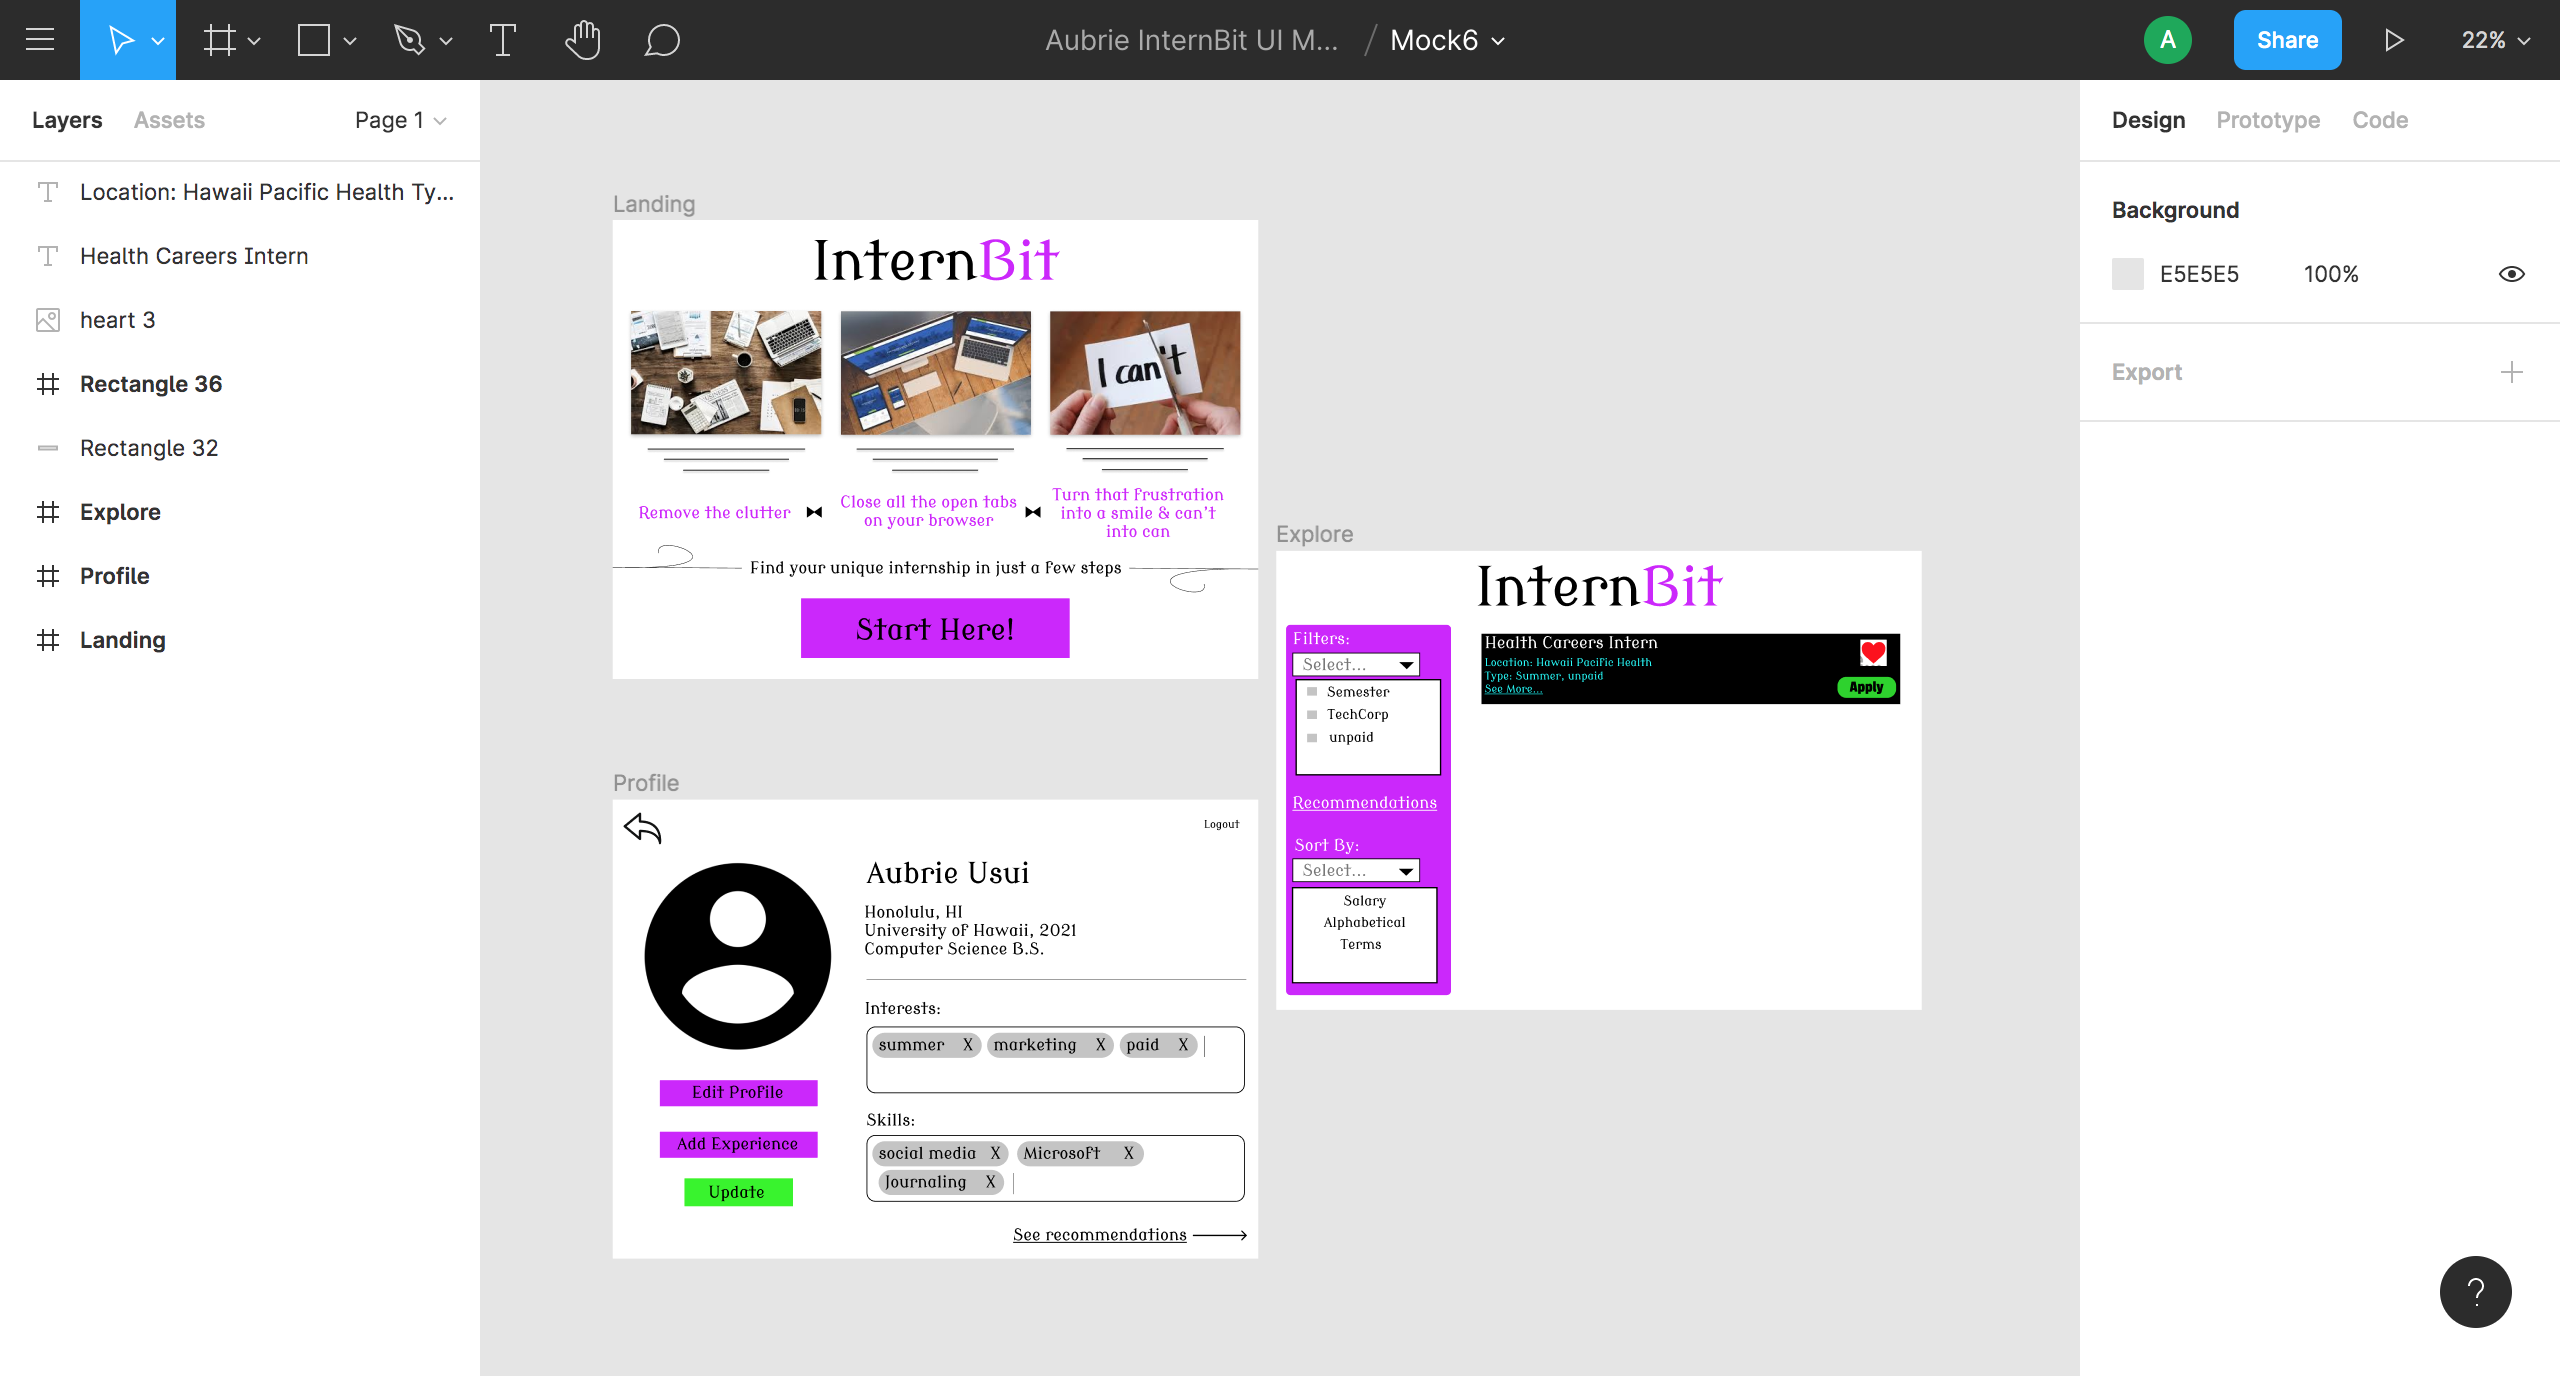 Aubrie InternBit UI M... / Mock6
A
Share
22%
Layers
Assets
Page 1
Design
Prototype
Code
Location: Hawaii Pacific Health Ty...
Health Careers Intern
heart 3
Rectangle 36
Rectangle 32
Explore
Profile
Landing
Background
E5E5E5
100%
Export
Landing
InternBit
I can't
Remove the clutter
Close all the open tabs
on your browser
Turn that frustration
into a smile & can't
into can
Find your unique internship in just a few steps
Start Here!
Profile
Logout
Aubrie Usui
Honolulu, HI
University of Hawaii, 2021
Computer Science B.S.
Interests:
summer X marketing X paid X
Skills:
social media X Microsoft X
Journaling X
Edit Profile
Add Experience
Update
See recommendations
Explore
InternBit
Filters:
Select...
Semester
TechCorp
unpaid
Recommendations
Sort By:
Select...
Salary
Alphabetical
Terms
Health Careers Intern
Location: Hawaii Pacific Health
Type: Summer, unpaid
See More...
Apply
?